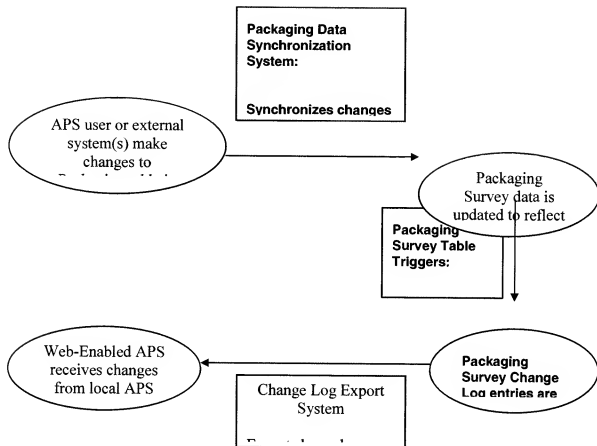 Packaging Data
Synchronization
System:
Synchronizes changes
APS user or external
system(s) make
changes to
Packaging
Survey data is
updated to reflect
Packaging
Survey Table
Triggers:
Web-Enabled APS
receives changes
from local APS
Packaging
Survey Change
Log entries are
Change Log Export
System